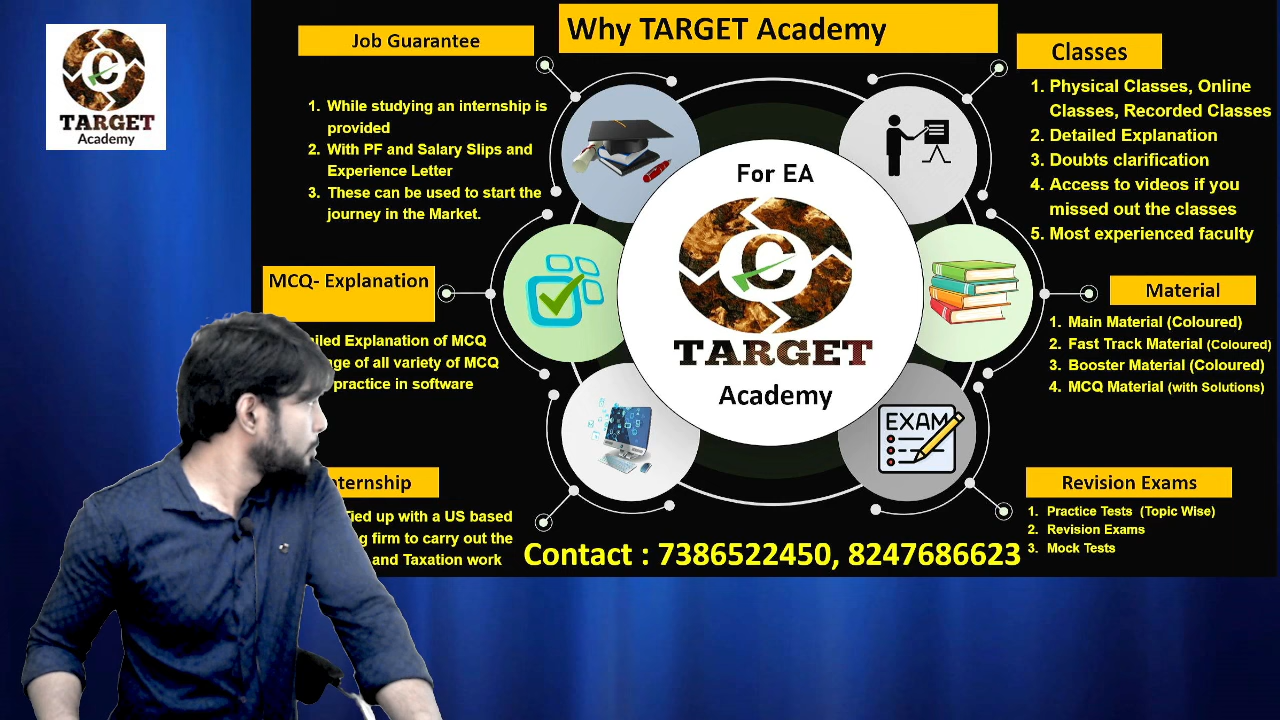 TARGET
Academy
Why TARGET Academy
Job Guarantee
1. While studying an internship is
provided
2. With PF and Salary Slips and
Experience Letter
3. These can be used to start the
journey in the Market.
MCQ- Explanation
Explanation of MCQ
of all variety of MCQ
practice in software
Tied up with a US based
firm to carry out the
and Taxation work
For EA
C
TARGET
Academy
EXAM
Classes
1. Physical Classes, Online
Classes, Recorded Classes
2. Detailed Explanation
3. Doubts clarification
4. Access to videos if you
missed out the classes
5. Most experienced faculty
Material
1. Main Material (Coloured)
2. Fast Track Material (Coloured)
3. Booster Material (Coloured)
4. MCQ Material (with Solutions)
Revision Exams
1. Practice Tests (Topic Wise)
2. Revision Exams
3. Mock Tests
Contact : 7386522450, 8247686623